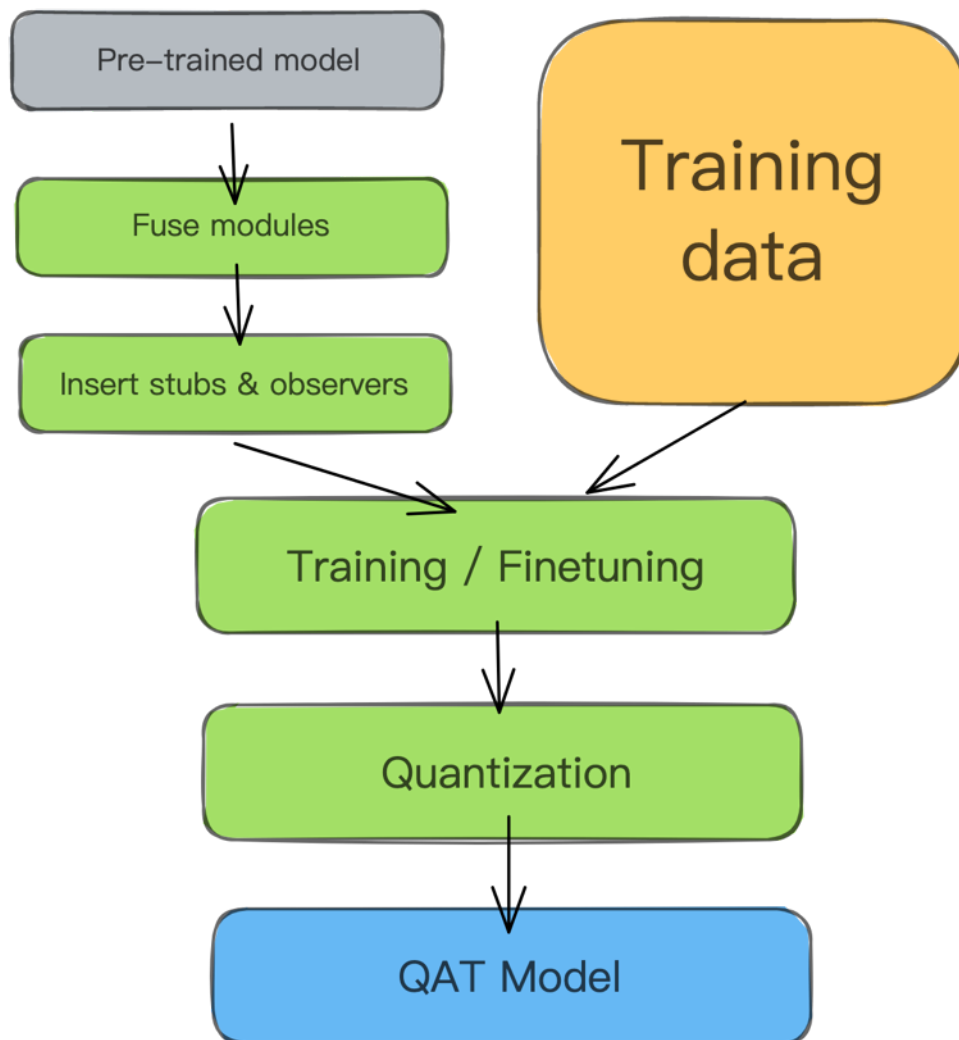 Pre-trained model
Training
data
Fuse modules
Insert stubs & observers
Training / Finetuning
Quantization
QAT Model